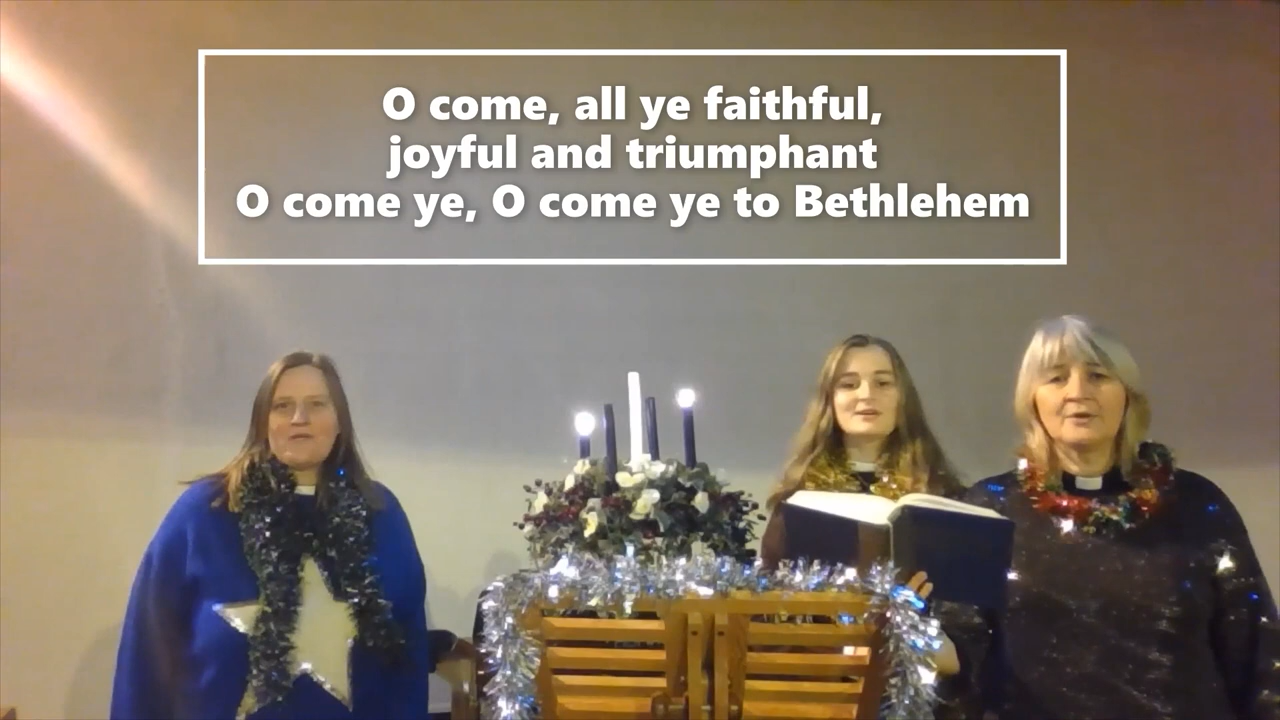 O come, all ye faithful,
joyful and triumphant
O come ye, O come ye to Bethlehem